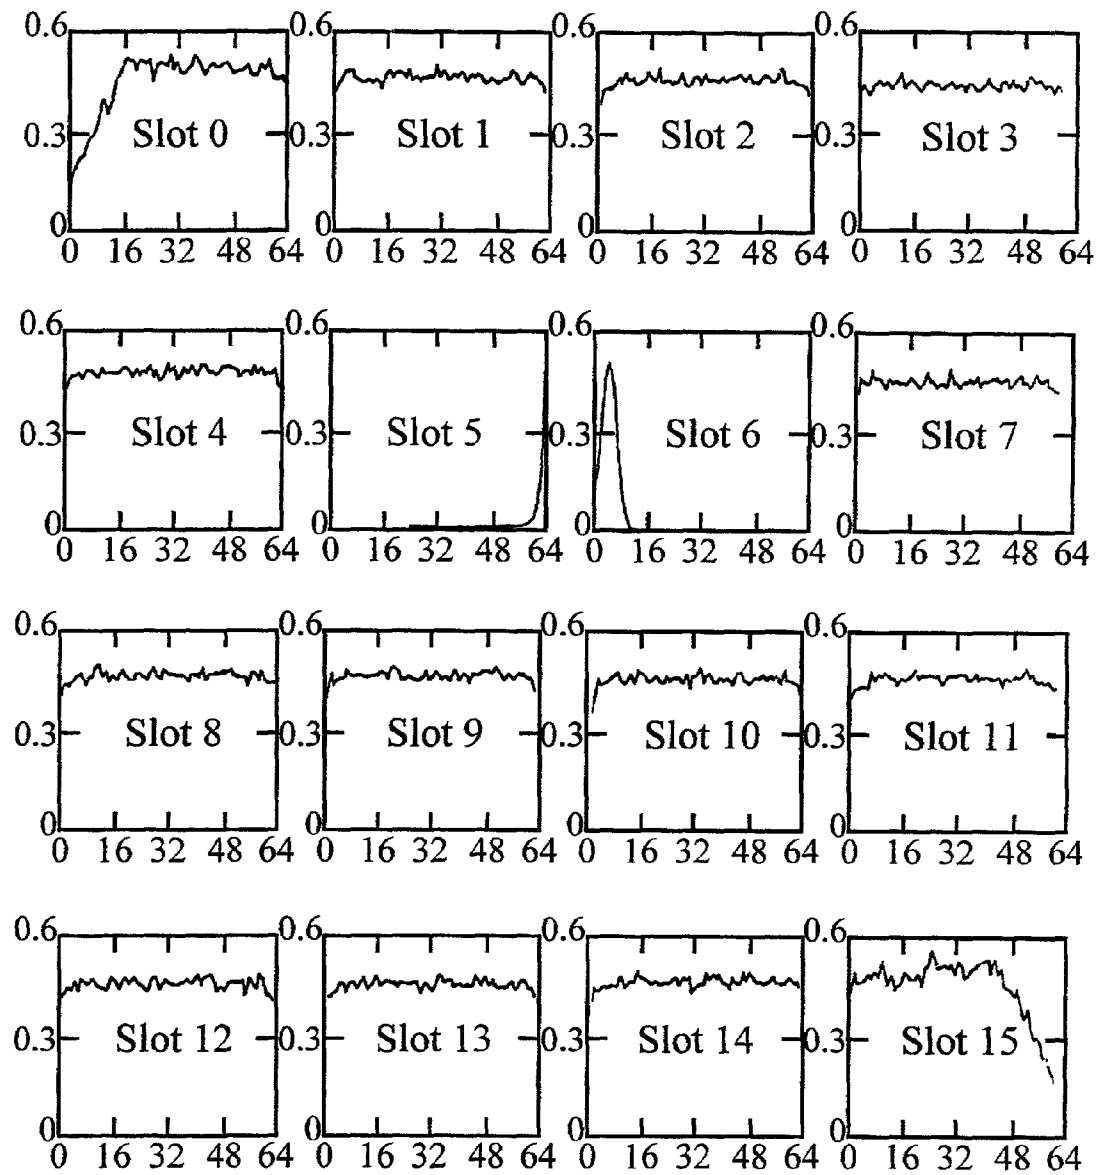 0.6 0.6 0.6 0.6
0.3 Slot 0 0.3 Slot 1 0.3 Slot 2 0.3 Slot 3
0 0 0 0
0 16 32 48 64 0 16 32 48 64 0 16 32 48 64 0 16 32 48 64
0.6 0.6 0.6 0.6
0.3 Slot 4 0.3 Slot 5 0.3 Slot 6 0.3 Slot 7
0 0 0 0
0 16 32 48 64 0 16 32 48 64 0 16 32 48 64 0 16 32 48 64
0.6 0.6 0.6 0.6
0.3 Slot 8 0.3 Slot 9 0.3 Slot 10 0.3 Slot 11
0 0 0 0
0 16 32 48 64 0 16 32 48 64 0 16 32 48 64 0 16 32 48 64
0.6 0.6 0.6 0.6
0.3 Slot 12 0.3 Slot 13 0.3 Slot 14 0.3 Slot 15
0 0 0 0
0 16 32 48 64 0 16 32 48 64 0 16 32 48 64 0 16 32 48 64